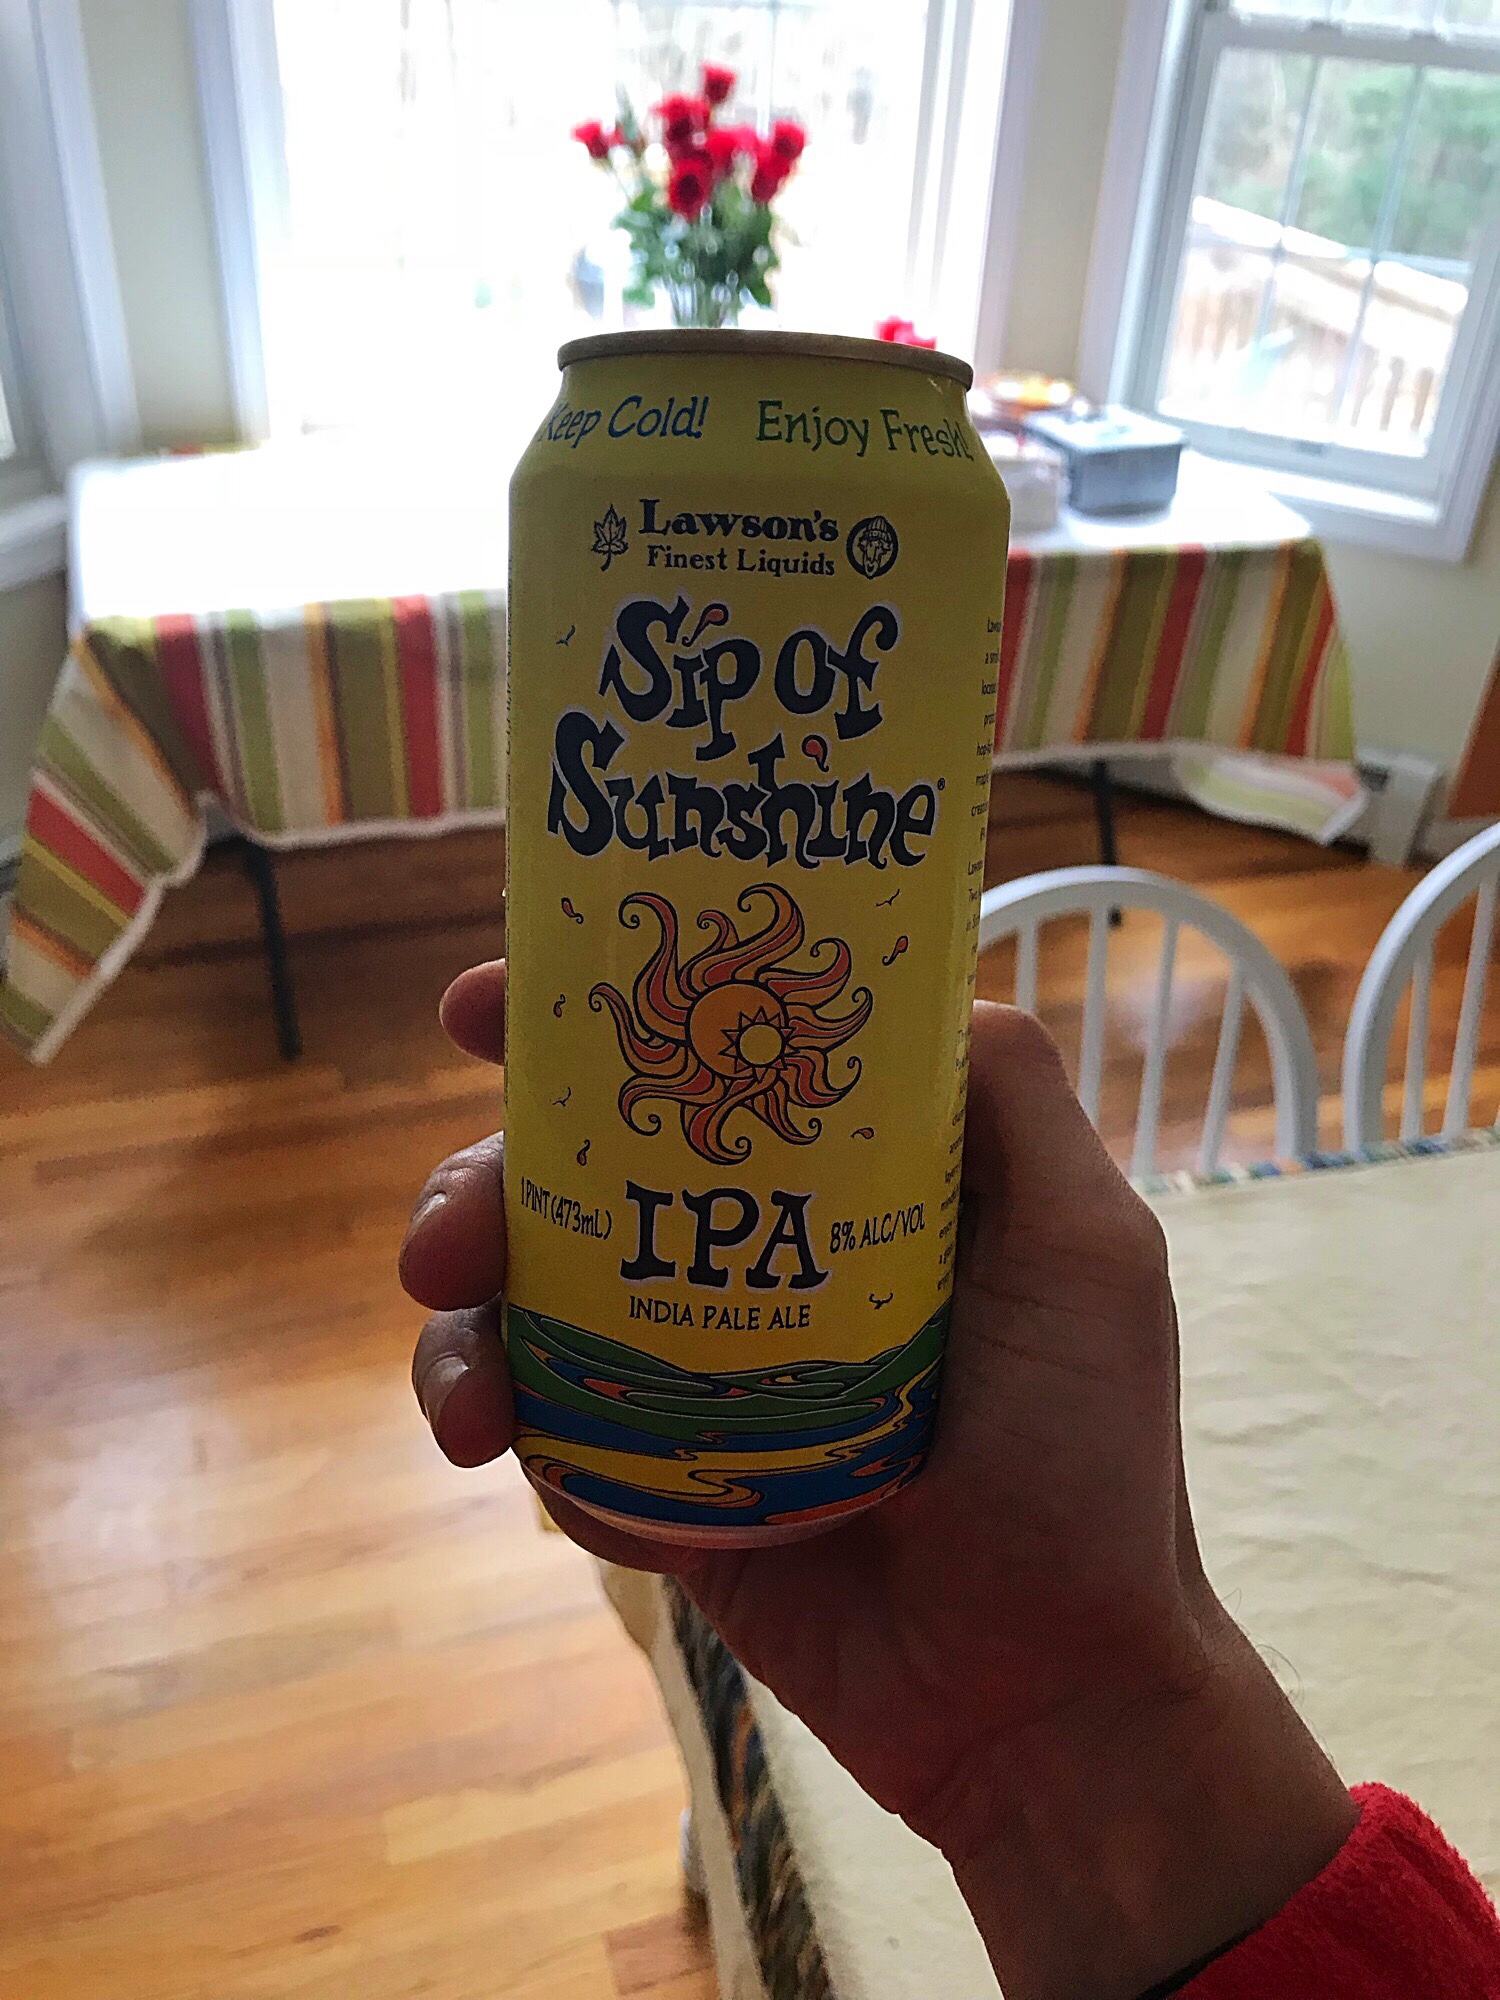 Keep Cold! Enjoy Fresh!
Lawson's
Finest Liquids
Sip of
Sunshine®
1 PINT (473mL) IPA 8% ALC/VOL
INDIA PALE ALE